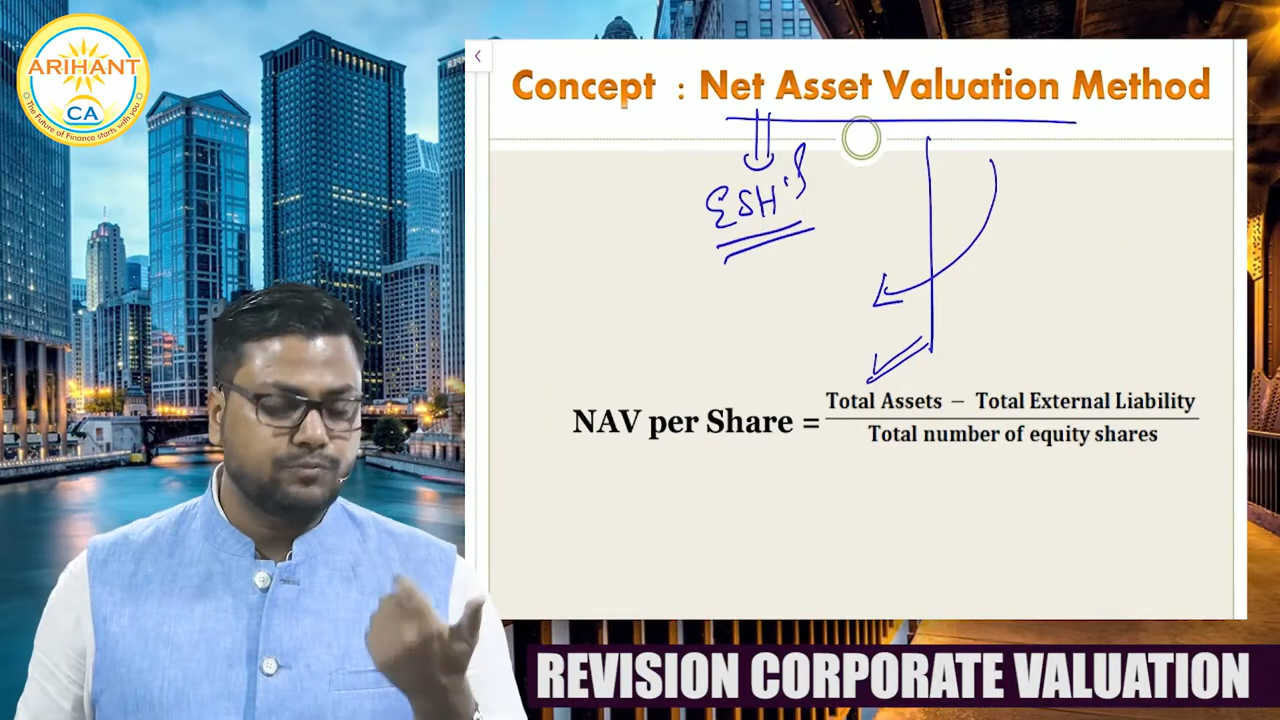 ARIHANT
CA
The Future of Finance starts with you
<
Concept : Net Asset Valuation Method
ESH's
NAV per Share = Total Assets − Total External Liability
Total number of equity shares
REVISION CORPORATE VALUATION